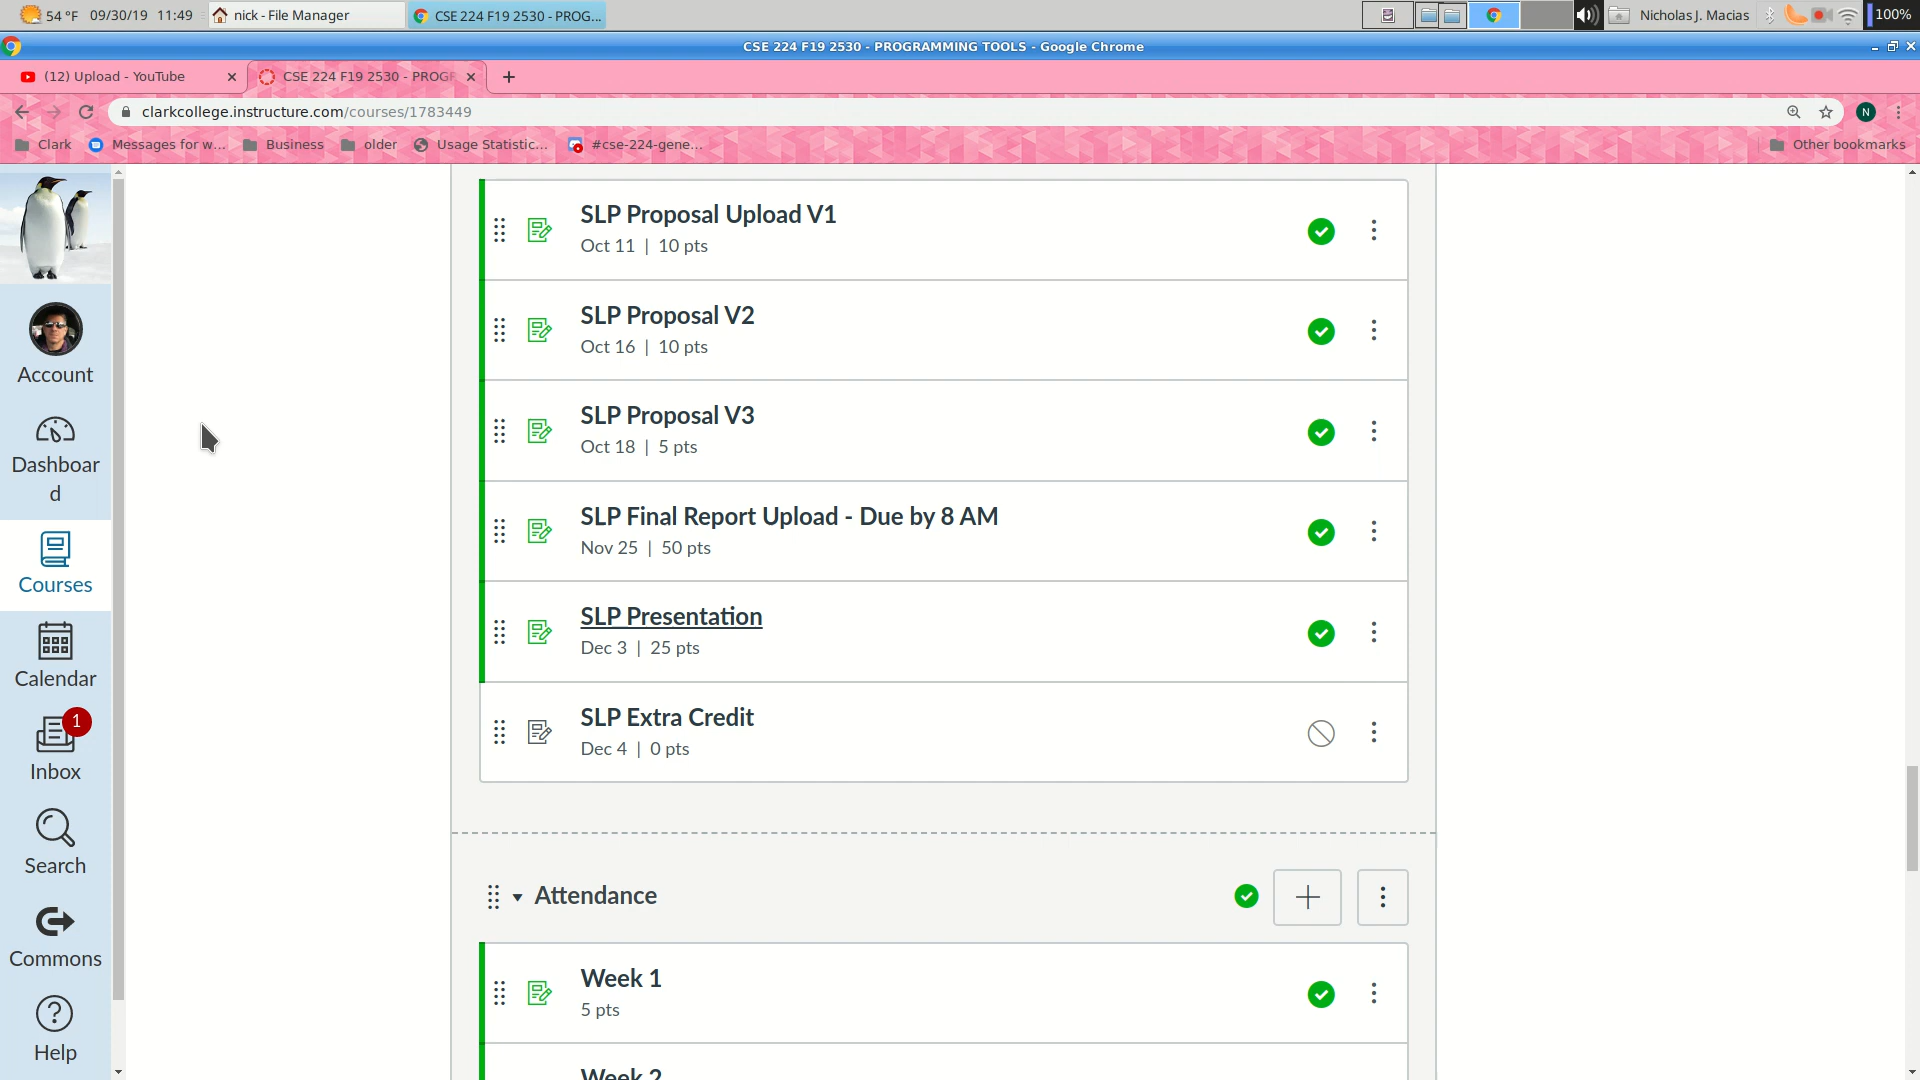 54 °F 09/30/19 11:49 nick - File Manager CSE 224 F19 2530 - PROG... Nicholas J. Macias 100%
CSE 224 F19 2530 - PROGRAMMING TOOLS - Google Chrome
(12) Upload - YouTube CSE 224 F19 2530 - PROGR
clarkcollege.instructure.com/courses/1783449 N
Clark Messages for w... Business older Usage Statistic... #cse-224-gene... Other bookmarks
Account
Dashboar
d
Courses
Calendar
1
Inbox
Search
Commons
Help
SLP Proposal Upload V1
Oct 11 | 10 pts
SLP Proposal V2
Oct 16 | 10 pts
SLP Proposal V3
Oct 18 | 5 pts
SLP Final Report Upload - Due by 8 AM
Nov 25 | 50 pts
SLP Presentation
Dec 3 | 25 pts
SLP Extra Credit
Dec 4 | 0 pts
Attendance
Week 1
5 pts
Week 2